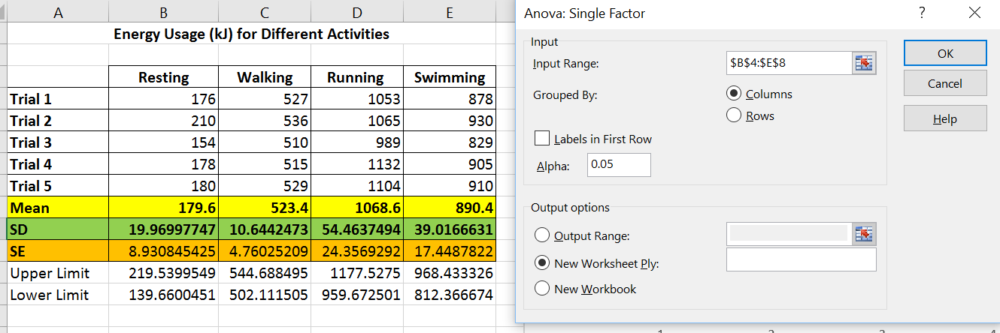 A B C D E
Energy Usage (kJ) for Different Activities
Resting Walking Running Swimming
Trial 1 176 527 1053 878
Trial 2 210 536 1065 930
Trial 3 154 510 989 829
Trial 4 178 515 1132 905
Trial 5 180 529 1104 910
Mean 179.6 523.4 1068.6 890.4
SD 19.96997747 10.6442473 54.4637494 39.0166631
SE 8.930845425 4.76025209 24.3569292 17.4487822
Upper Limit 219.5399549 544.688495 1177.5275 968.433326
Lower Limit 139.6600451 502.111505 959.672501 812.366674
Anova: Single Factor ?
Input
Input Range: $B$4:$E$8
Grouped By: Columns
Rows
Labels in First Row
Alpha: 0.05
OK
Cancel
Help
Output options
Output Range:
New Worksheet Ply:
New Workbook